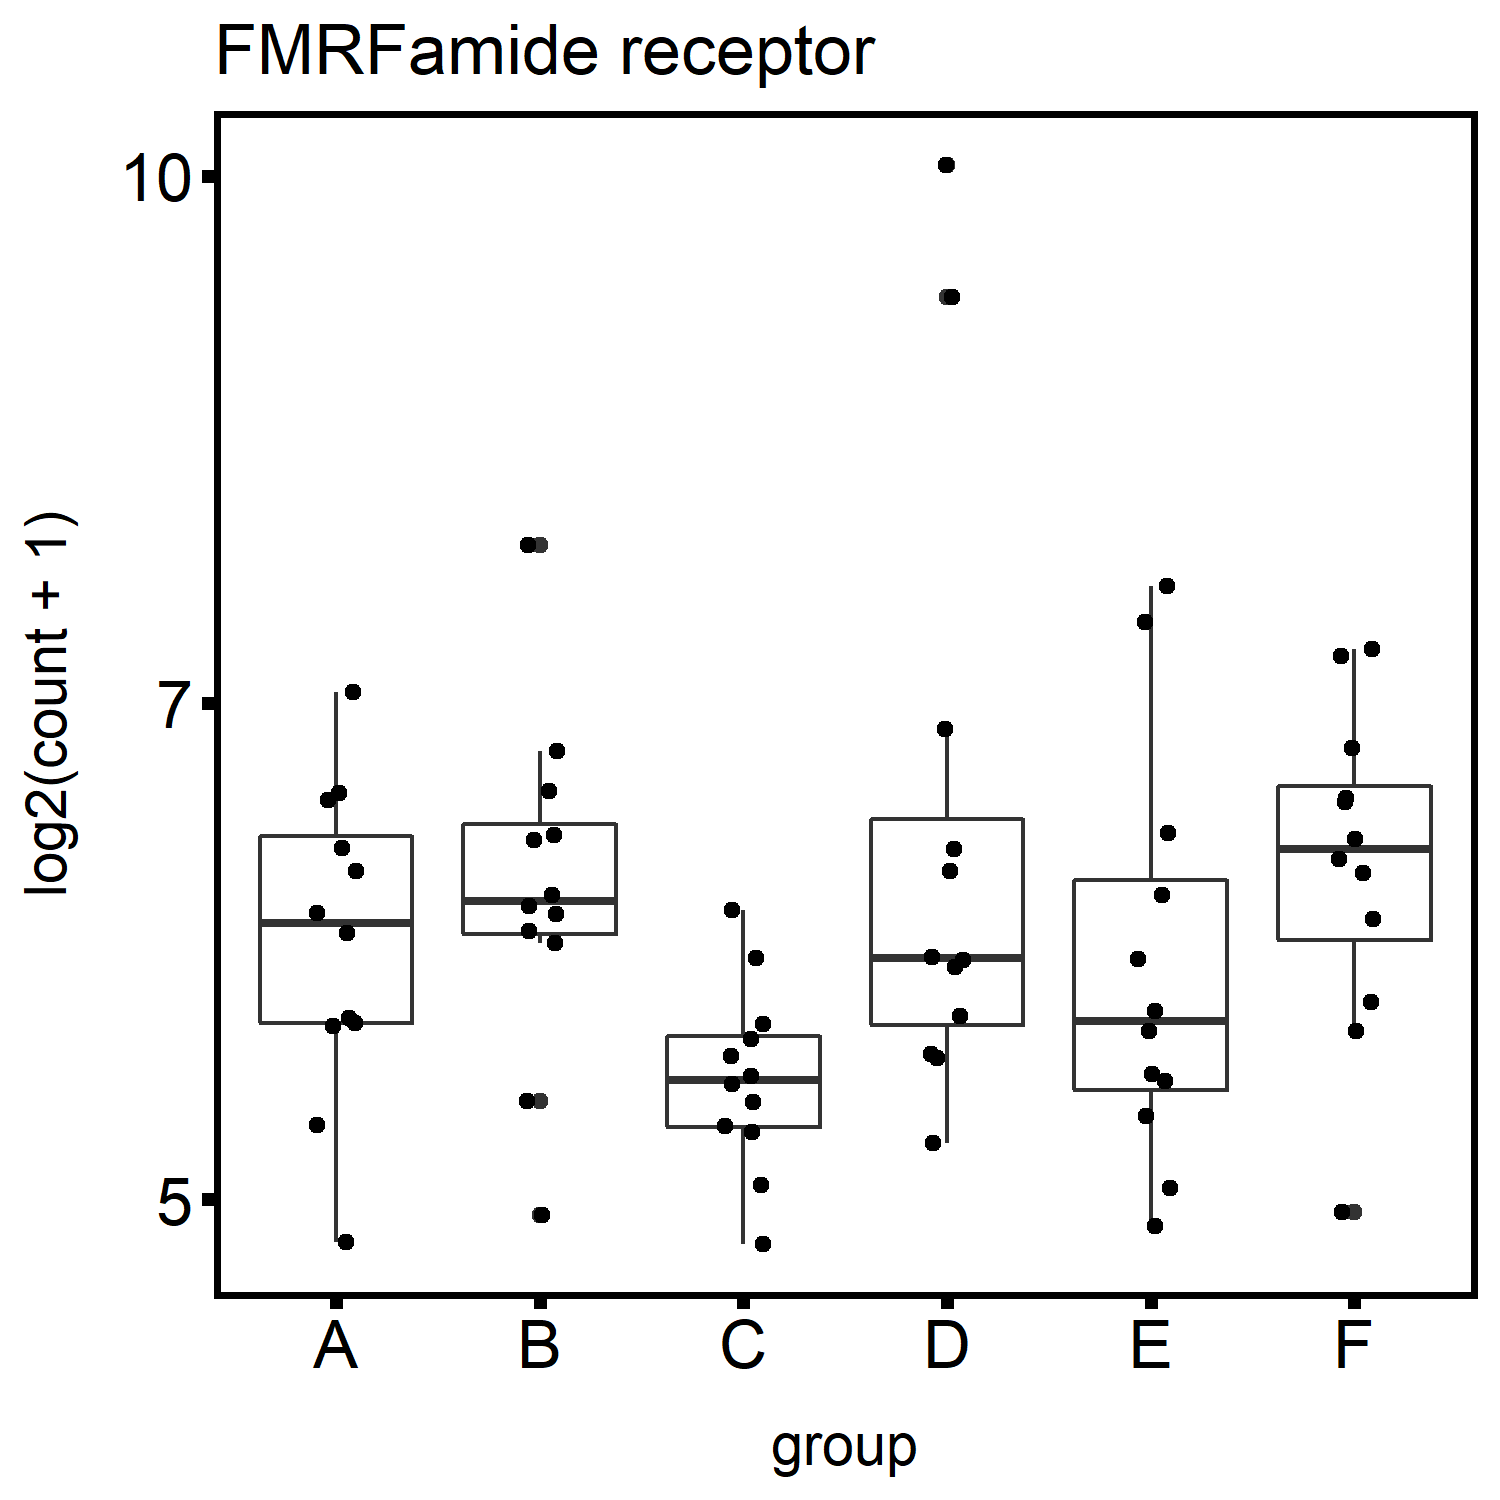 FMRFamide receptor
10
7
5
log2(count + 1)
A B C D E F
group